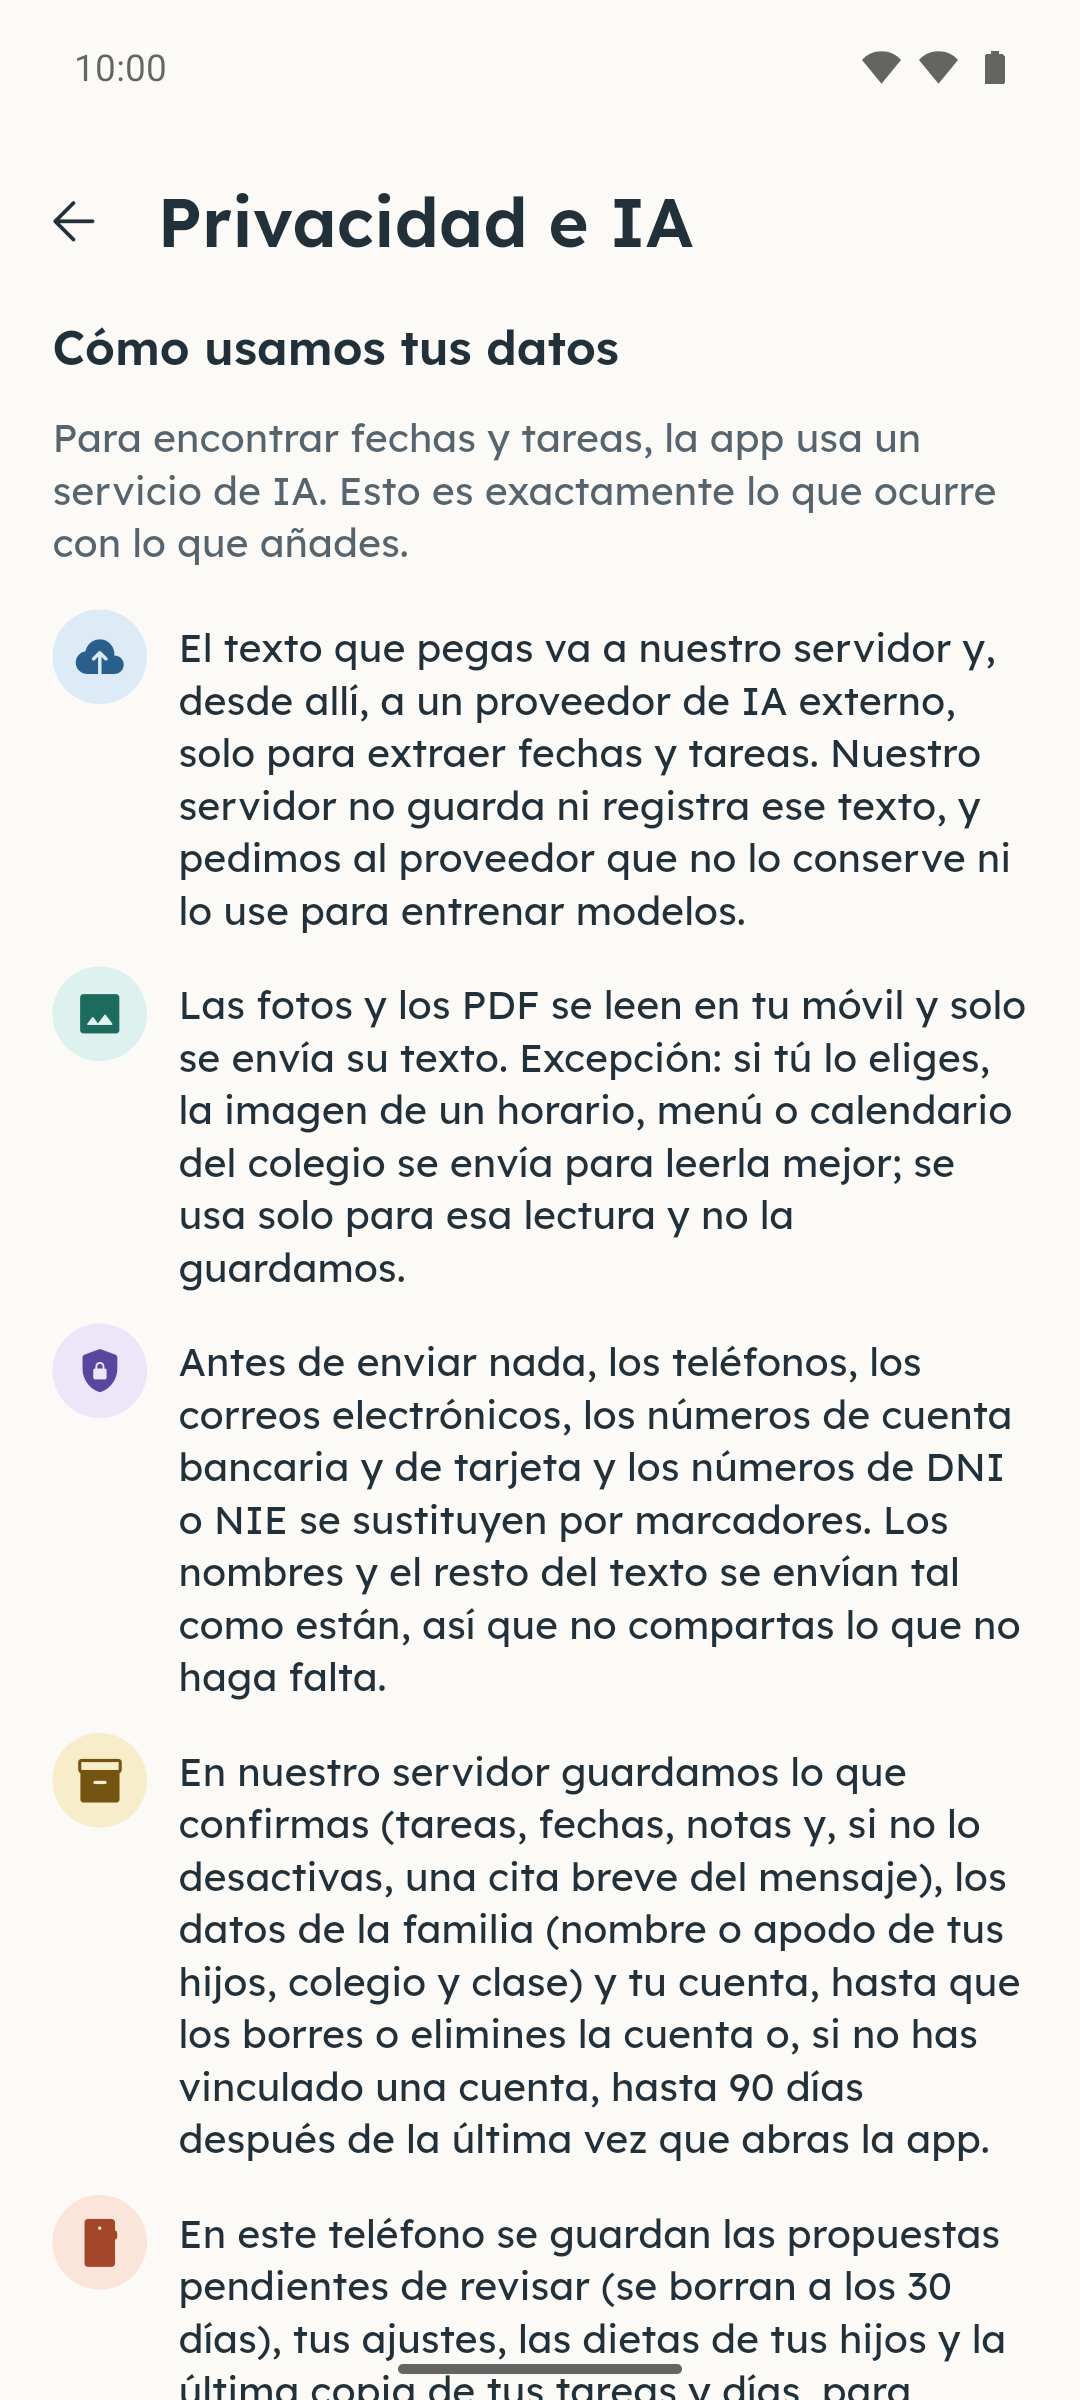 10:00
Privacidad e IA
Cómo usamos tus datos
Para encontrar fechas y tareas, la app usa un
servicio de IA. Esto es exactamente lo que ocurre
con lo que añades.
El texto que pegas va a nuestro servidor y,
desde allí, a un proveedor de IA externo,
solo para extraer fechas y tareas. Nuestro
servidor no guarda ni registra ese texto, y
pedimos al proveedor que no lo conserve ni
lo use para entrenar modelos.
Las fotos y los PDF se leen en tu móvil y solo
se envía su texto. Excepción: si tú lo eliges,
la imagen de un horario, menú o calendario
del colegio se envía para leerla mejor; se
usa solo para esa lectura y no la
guardamos.
Antes de enviar nada, los teléfonos, los
correos electrónicos, los números de cuenta
bancaria y de tarjeta y los números de DNI
o NIE se sustituyen por marcadores. Los
nombres y el resto del texto se envían tal
como están, así que no compartas lo que no
haga falta.
En nuestro servidor guardamos lo que
confirmas (tareas, fechas, notas y, si no lo
desactivas, una cita breve del mensaje), los
datos de la familia (nombre o apodo de tus
hijos, colegio y clase) y tu cuenta, hasta que
los borres o elimines la cuenta o, si no has
vinculado una cuenta, hasta 90 días
después de la última vez que abras la app.
En este teléfono se guardan las propuestas
pendientes de revisar (se borran a los 30
días), tus ajustes, las dietas de tus hijos y la
última copia de tus tareas y días, para